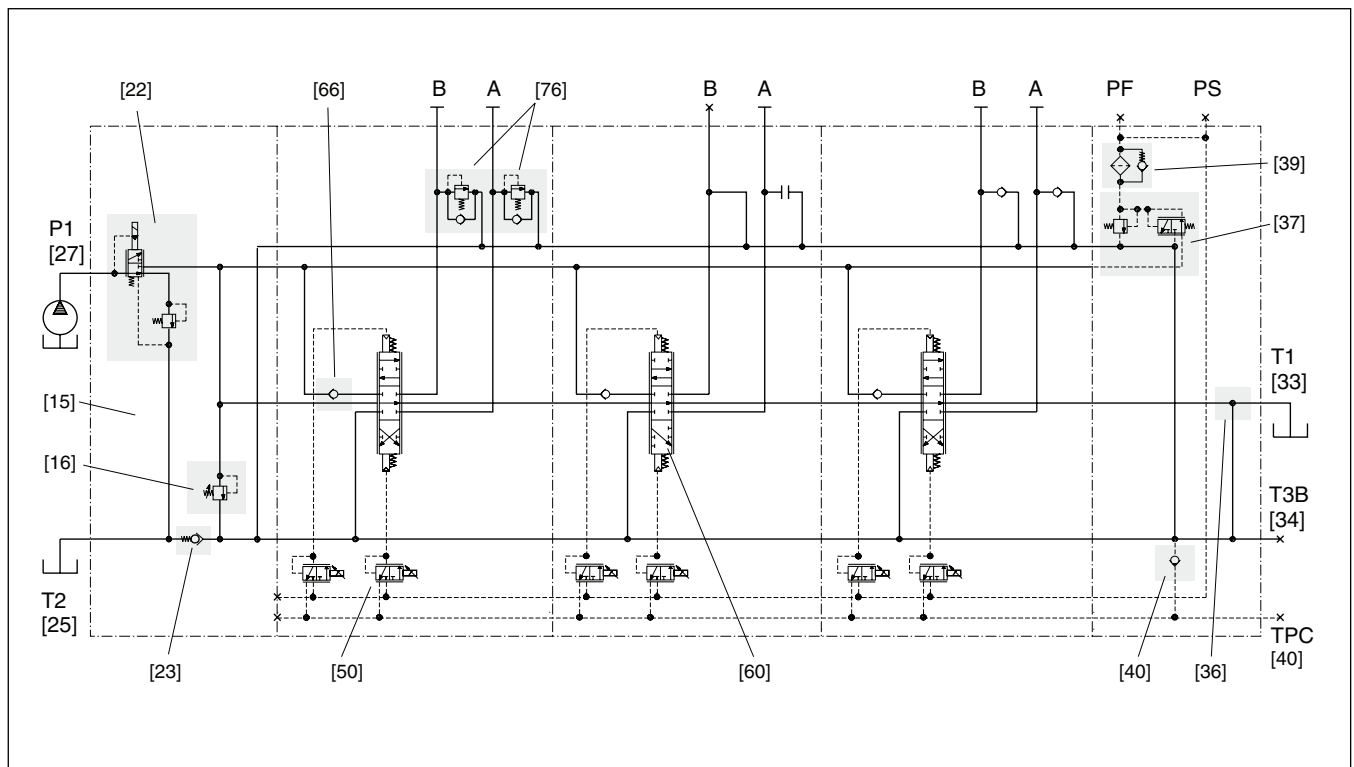 [22] [66] B A [76] B A B A PF PS
[39]
P1
[27]
[37]
T1
[33]
[15]
[16]
T3B
[34]
T2
[25]
TPC
[40]
[23] [50] [60] [40] [36]